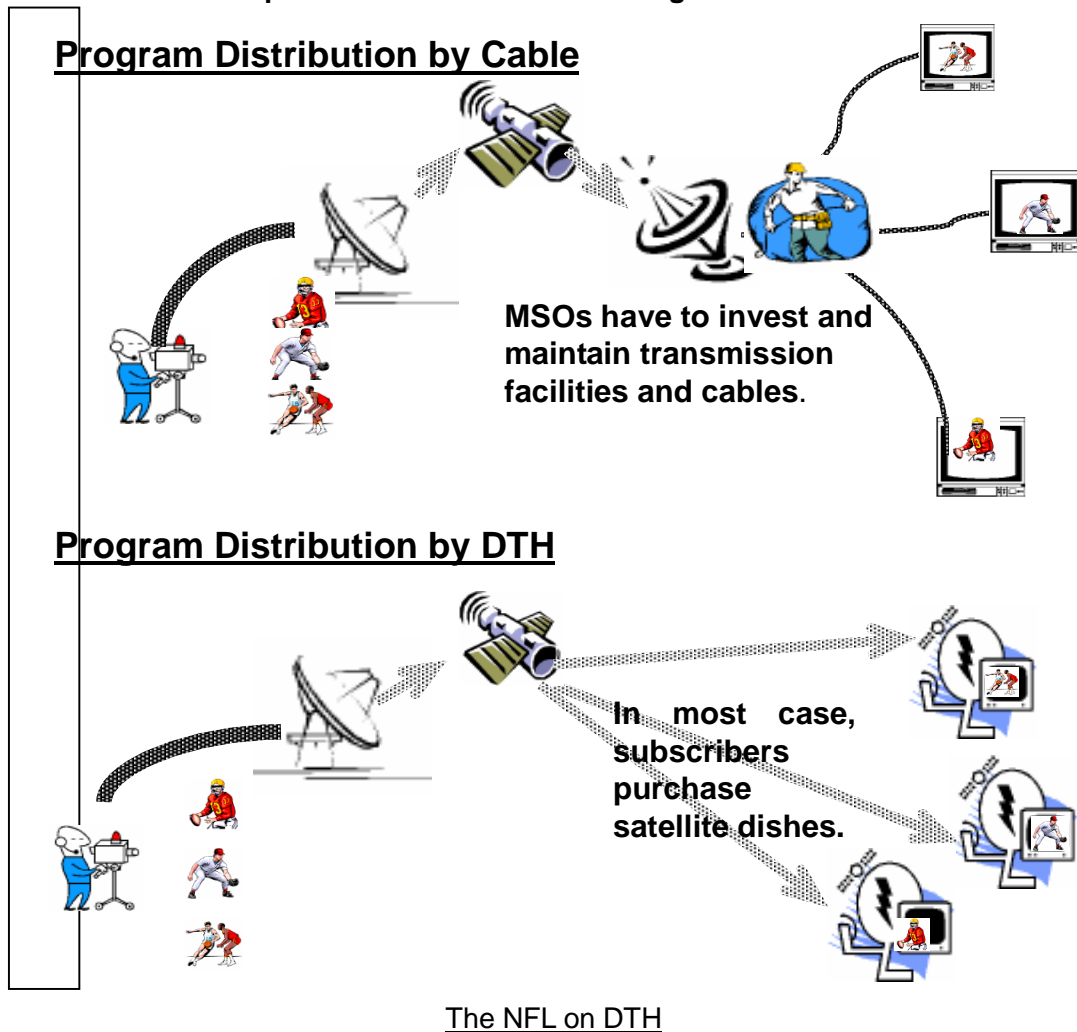 Program Distribution by Cable
MSOs have to invest and
maintain transmission
facilities and cables.
Program Distribution by DTH
In most case,
subscribers
purchase
satellite dishes.
The NFL on DTH